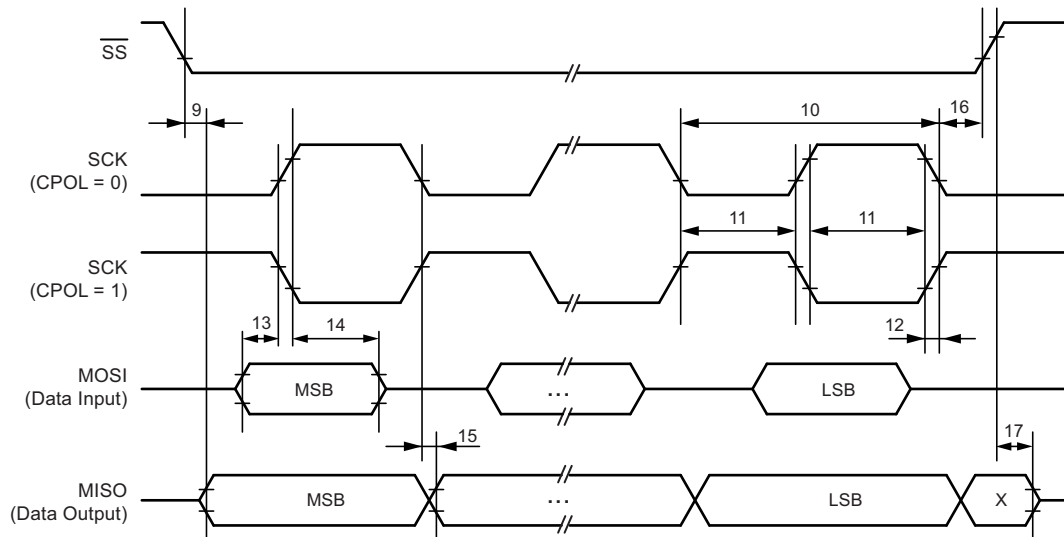 SS
9
10
16
SCK
(CPOL = 0)
11
11
SCK
(CPOL = 1)
13
14
12
MOSI
(Data Input)
MSB
...
LSB
15
17
MISO
(Data Output)
MSB
...
LSB
X